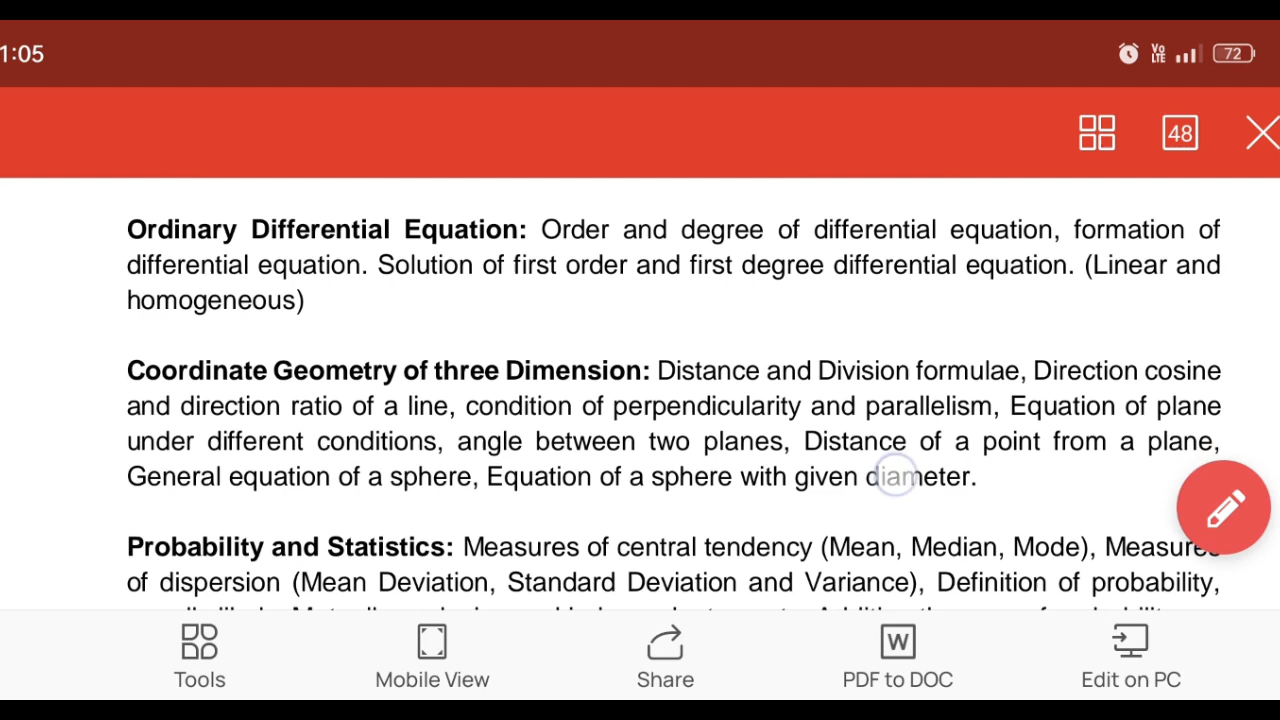 1:05
Vo LTE
72
48
Ordinary Differential Equation: Order and degree of differential equation, formation of
differential equation. Solution of first order and first degree differential equation. (Linear and
homogeneous)
Coordinate Geometry of three Dimension: Distance and Division formulae, Direction cosine
and direction ratio of a line, condition of perpendicularity and parallelism, Equation of plane
under different conditions, angle between two planes, Distance of a point from a plane,
General equation of a sphere, Equation of a sphere with given diameter.
Probability and Statistics: Measures of central tendency (Mean, Median, Mode), Measures
of dispersion (Mean Deviation, Standard Deviation and Variance), Definition of probability,
W
Tools
Mobile View
Share
PDF to DOC
Edit on PC